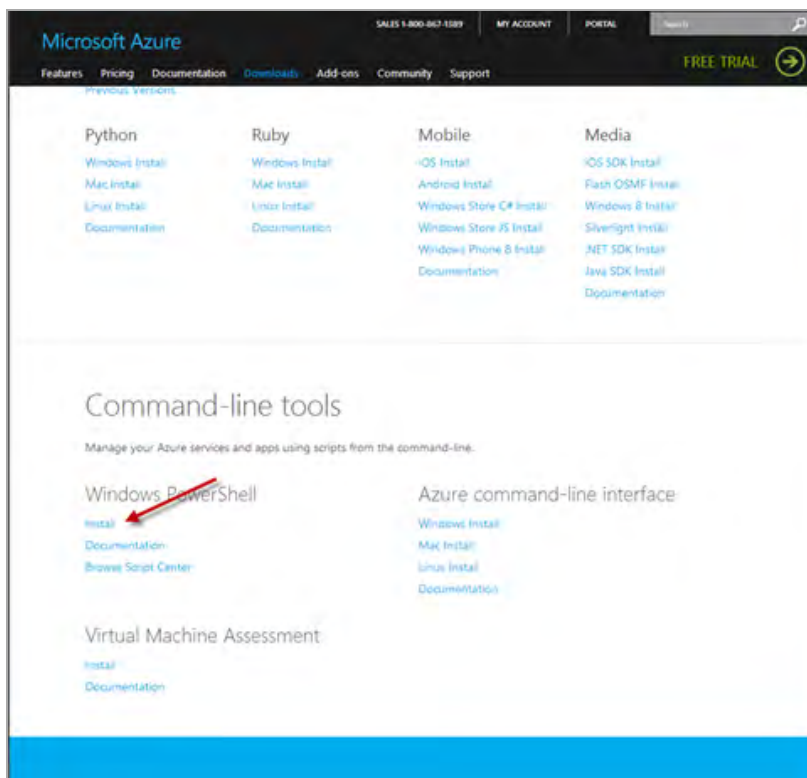 SALES 1-800-867-1389 MY ACCOUNT PORTAL Search
Microsoft Azure
FREE TRIAL
Features Pricing Documentation Downloads Add-ons Community Support
Previous Versions
Python
Windows Install
Mac Install
Linux Install
Documentation
Ruby
Windows Install
Mac Install
Linux Install
Documentation
Mobile
iOS Install
Android Install
Windows Store C# Install
Windows Store JS Install
Windows Phone 8 Install
Documentation
Media
iOS SDK Install
Flash OSMF Install
Windows 8 Install
Silverlight Install
.NET SDK Install
Java SDK Install
Documentation
Command-line tools
Manage your Azure services and apps using scripts from the command-line.
Windows PowerShell
Install
Documentation
Browse Script Center
Azure command-line interface
Windows Install
Mac Install
Linux Install
Documentation
Virtual Machine Assessment
Install
Documentation